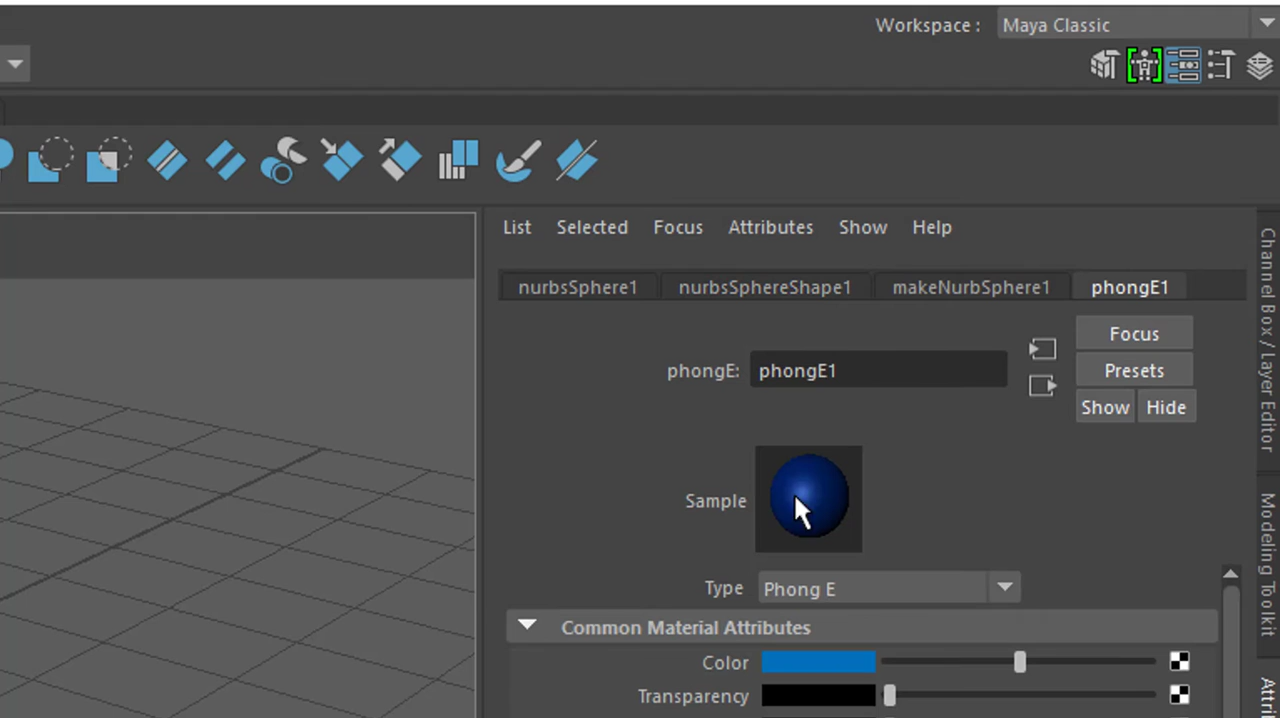 Workspace : Maya Classic
List Selected Focus Attributes Show Help
nurbsSphere1 nurbsSphereShape1 makeNurbSphere1 phongE1
Focus
phongE: phongE1
Presets
Show Hide
Sample
Type Phong E
Common Material Attributes
Color
Transparency
Channel Box / Layer Editor
Modeling Toolkit